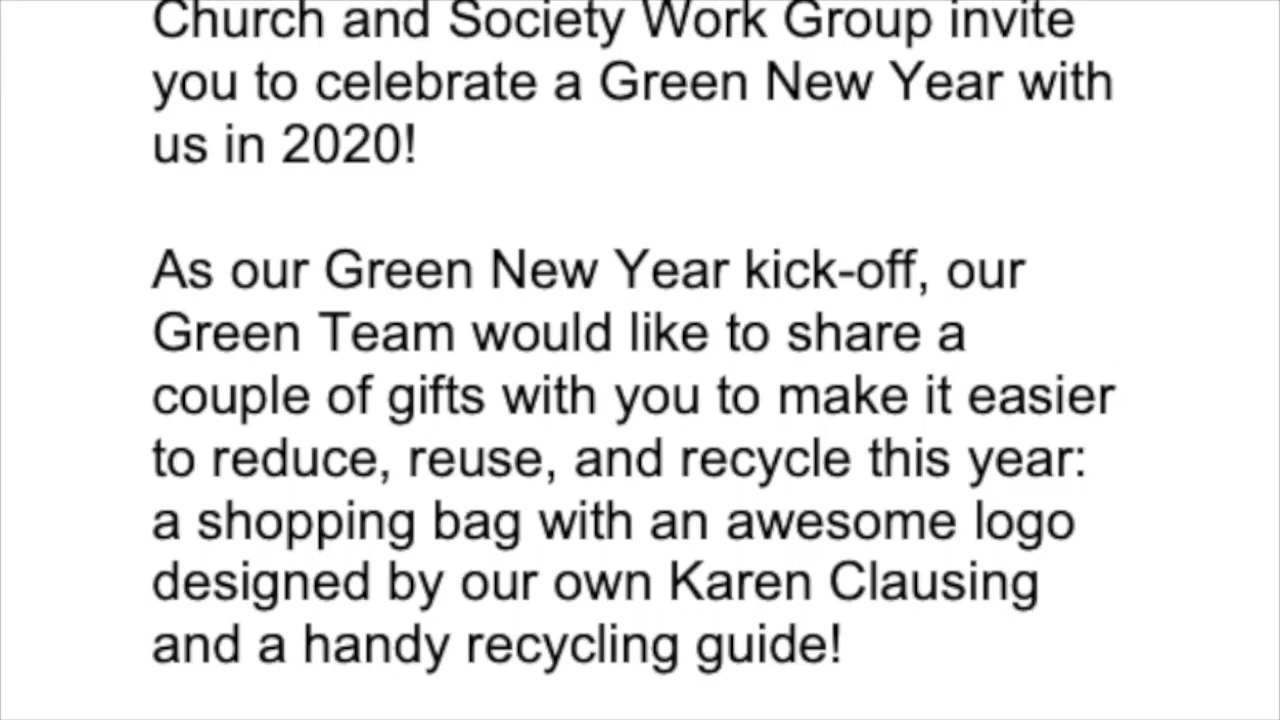 Church and Society Work Group invite
you to celebrate a Green New Year with
us in 2020!
As our Green New Year kick-off, our
Green Team would like to share a
couple of gifts with you to make it easier
to reduce, reuse, and recycle this year:
a shopping bag with an awesome logo
designed by our own Karen Clausing
and a handy recycling guide!